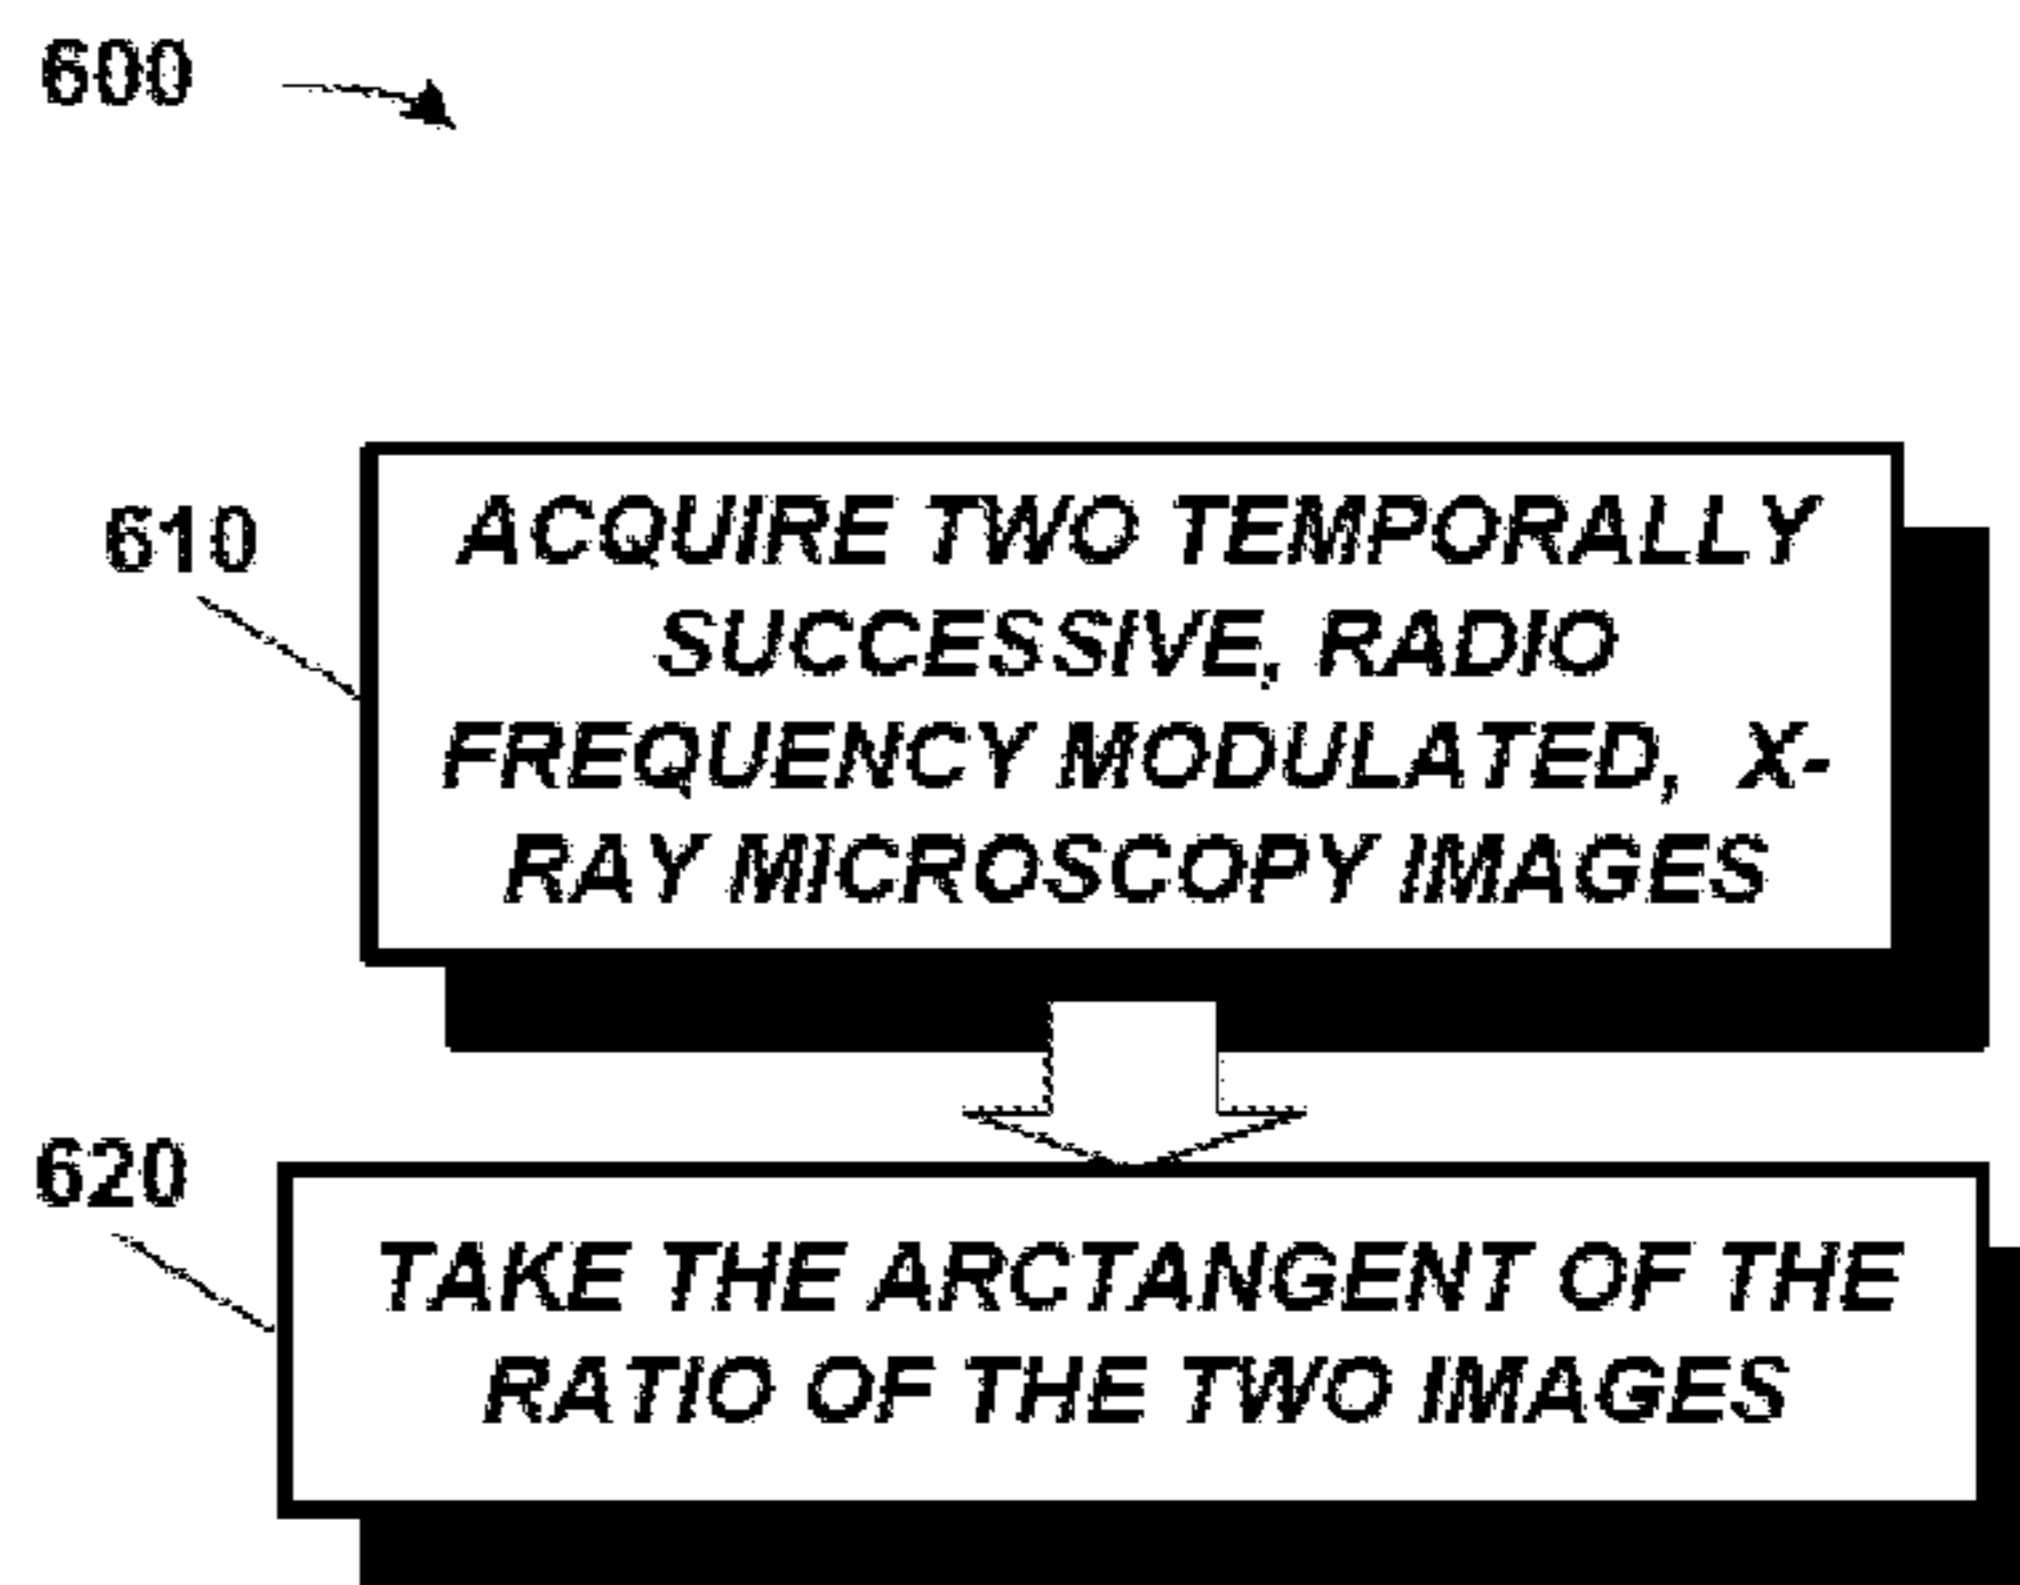 600
610
ACQUIRE TWO TEMPORALLY
SUCCESSIVE, RADIO
FREQUENCY MODULATED, X-
RAY MICROSCOPY IMAGES
620
TAKE THE ARCTANGENT OF THE
RATIO OF THE TWO IMAGES